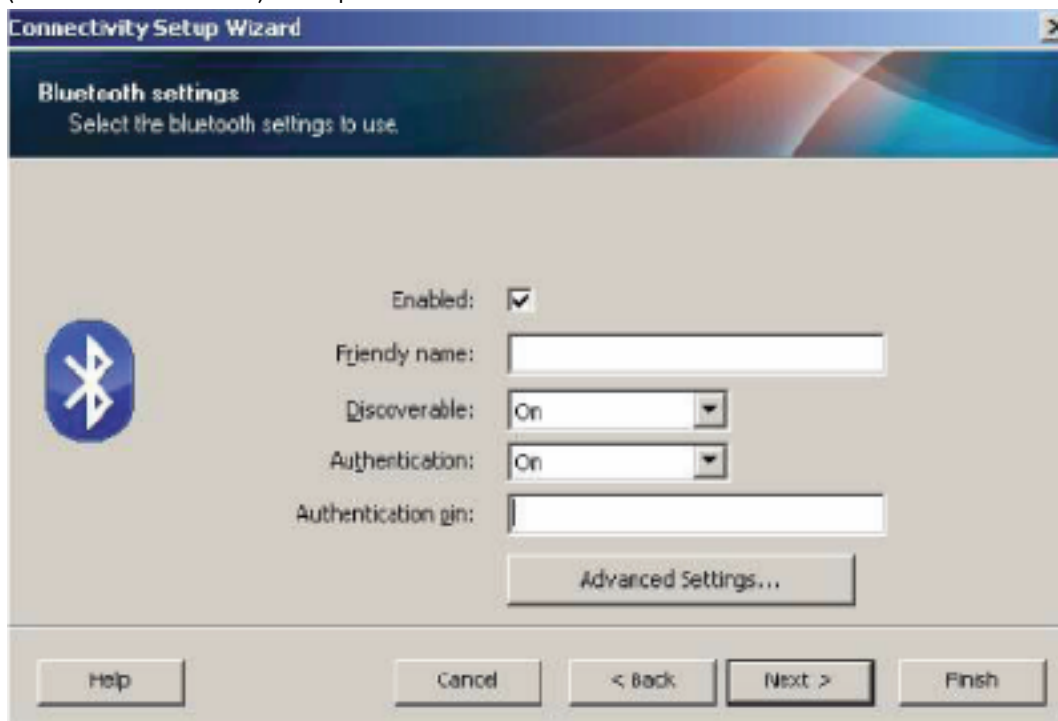 Connectivity Setup Wizard
Bluetooth settings
Select the bluetooth settings to use.
Enabled:
Friendly name:
Discoverable: On
Authentication: On
Authentication pin:
Advanced Settings...
Help Cancel < Back Next > Finish